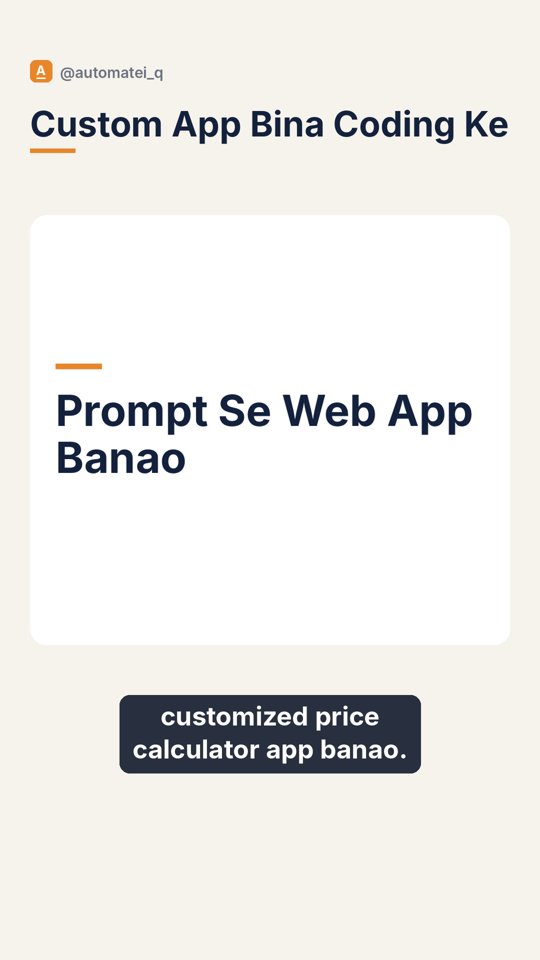 A
@automatei_q
Custom App Bina Coding Ke
Prompt Se Web App
Banao
customized price
calculator app banao.